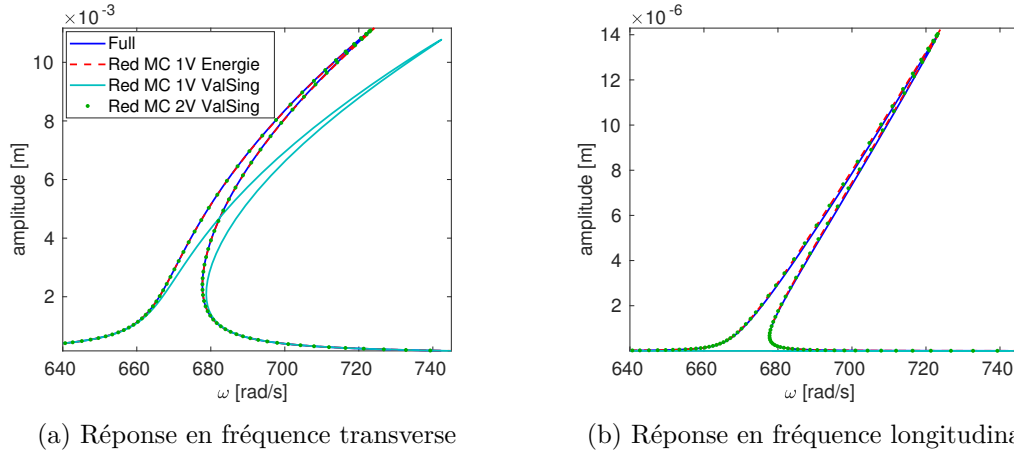 ×10⁻³
10
8
6
4
2
amplitude [m]
Full
Red MC 1V Energie
Red MC 1V ValSing
Red MC 2V ValSing
640 660 680 700 720 740
ω [rad/s]
(a) Réponse en fréquence transverse
×10⁻⁶
14
12
10
8
6
4
2
0
amplitude [m]
640 660 680 700 720 740
ω [rad/s]
(b) Réponse en fréquence longitudina